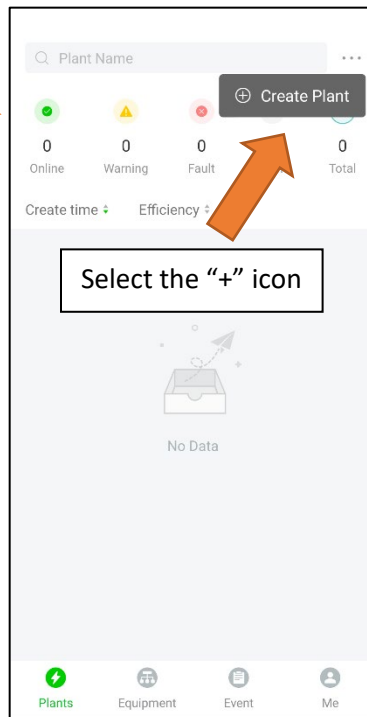 Plant Name
Create Plant
0 0 0 0
Online Warning Fault Total
Create time Efficiency
Select the “+” icon
No Data
Plants Equipment Event Me